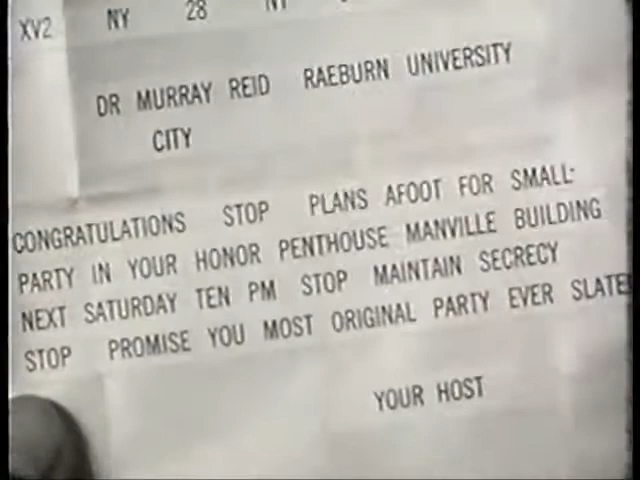 XV2 NY 28 NY
DR MURRAY REID RAEBURN UNIVERSITY
CITY
CONGRATULATIONS STOP PLANS AFOOT FOR SMALL
PARTY IN YOUR HONOR PENTHOUSE MANVILLE BUILDING
NEXT SATURDAY TEN PM STOP MAINTAIN SECRECY
STOP PROMISE YOU MOST ORIGINAL PARTY EVER SLATE
YOUR HOST